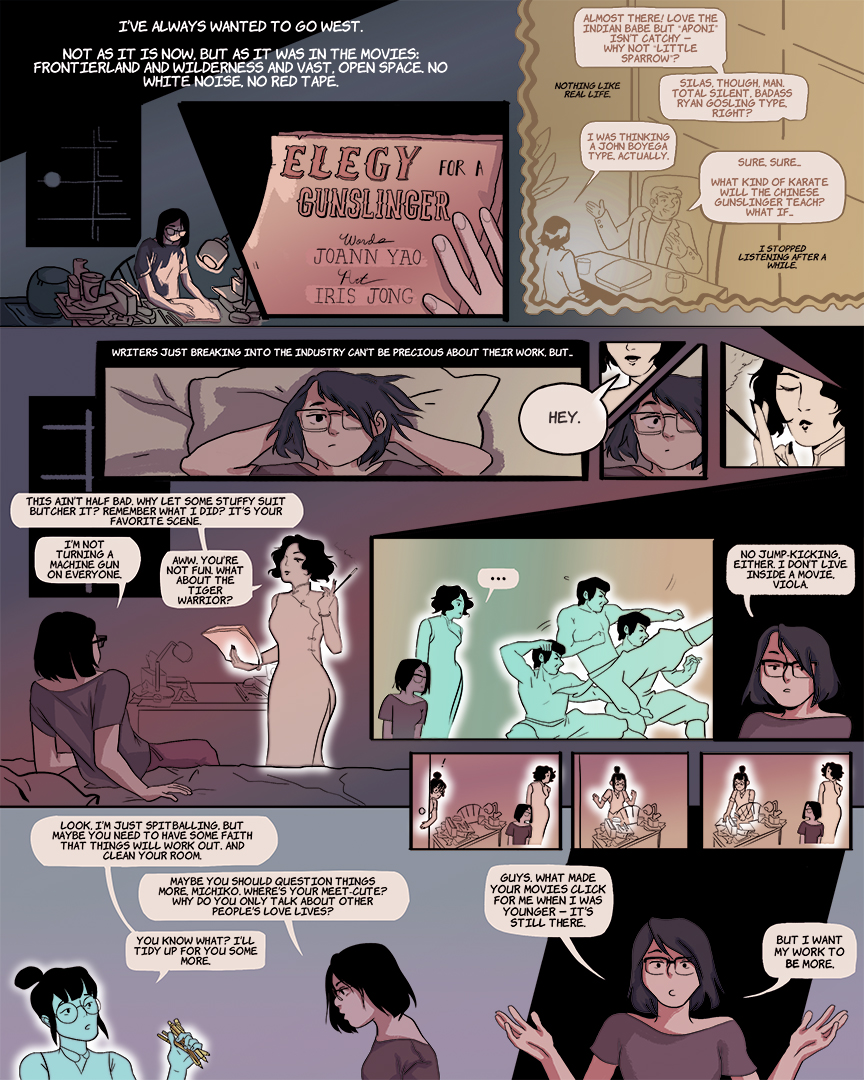 I'VE ALWAYS WANTED TO GO WEST.
NOT AS IT IS NOW, BUT AS IT WAS IN THE MOVIES:
FRONTIERLAND AND WILDERNESS AND VAST, OPEN SPACE. NO
WHITE NOISE, NO RED TAPE.
ELEGY FOR A
GUNSLINGER
Words
JOANN YAO
Art
IRIS JONG
ALMOST THERE! LOVE THE
INDIAN BABE BUT "APONI"
ISN'T CATCHY –
WHY NOT "LITTLE
SPARROW"?
NOTHING LIKE
REAL LIFE.
SILAS, THOUGH, MAN.
TOTAL SILENT, BADASS
RYAN GOSLING TYPE,
RIGHT?
I WAS THINKING
A JOHN BOYEGA
TYPE, ACTUALLY.
SURE, SURE...
WHAT KIND OF KARATE
WILL THE CHINESE
GUNSLINGER TEACH?
WHAT IF...
I STOPPED
LISTENING AFTER A
WHILE.
WRITERS JUST BREAKING INTO THE INDUSTRY CAN'T BE PRECIOUS ABOUT THEIR WORK, BUT...
HEY.
THIS AIN'T HALF BAD. WHY LET SOME STUFFY SUIT
BUTCHER IT? REMEMBER WHAT I DID? IT'S YOUR
FAVORITE SCENE.
I'M NOT
TURNING A
MACHINE GUN
ON EVERYONE.
AWW, YOU'RE
NOT FUN. WHAT
ABOUT THE
TIGER
WARRIOR?
...
NO JUMP-KICKING,
EITHER. I DON'T LIVE
INSIDE A MOVIE,
VIOLA.
!
LOOK, I'M JUST SPITBALLING, BUT
MAYBE YOU NEED TO HAVE SOME FAITH
THAT THINGS WILL WORK OUT. AND
CLEAN YOUR ROOM.
MAYBE YOU SHOULD QUESTION THINGS
MORE, MICHIKO. WHERE'S YOUR MEET-CUTE?
WHY DO YOU ONLY TALK ABOUT OTHER
PEOPLE'S LOVE LIVES?
YOU KNOW WHAT? I'LL
TIDY UP FOR YOU SOME
MORE.
GUYS, WHAT MADE
YOUR MOVIES CLICK
FOR ME WHEN I WAS
YOUNGER – IT'S
STILL THERE.
BUT I WANT
MY WORK TO
BE MORE.